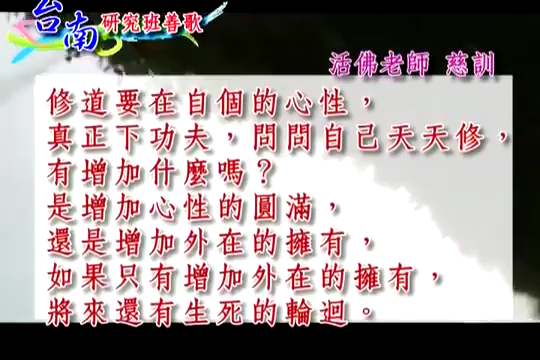 台南研究班善歌
活佛老師 慈訓
修道要在自個的心性，
真正下功夫，問問自己天天修，
有增加什麼嗎？
是增加心性的圓滿，
還是增加外在的擁有，
如果只有增加外在的擁有，
將來還有生死的輪迴。